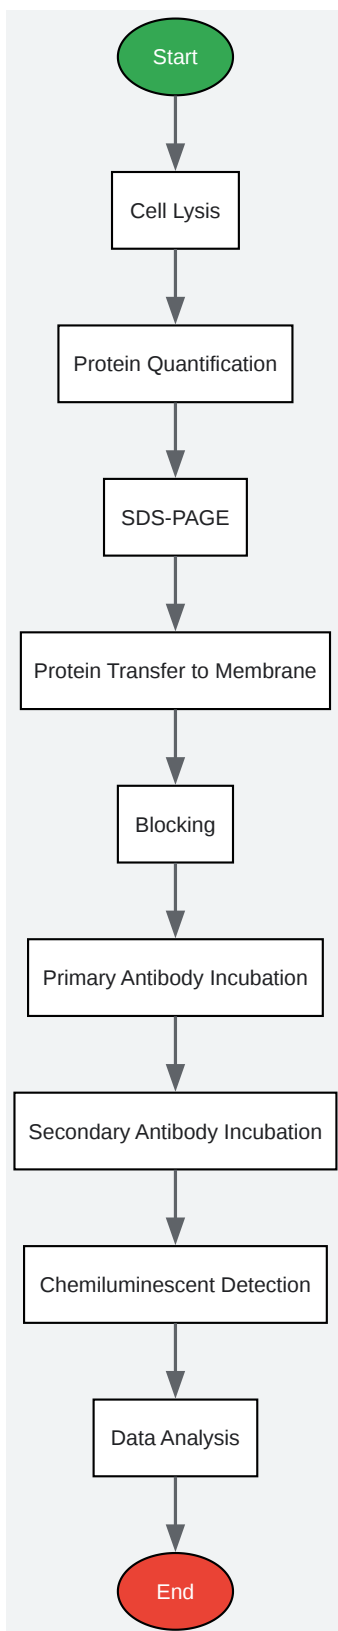 Start
Cell Lysis
Protein Quantification
SDS-PAGE
Protein Transfer to Membrane
Blocking
Primary Antibody Incubation
Secondary Antibody Incubation
Chemiluminescent Detection
Data Analysis
End